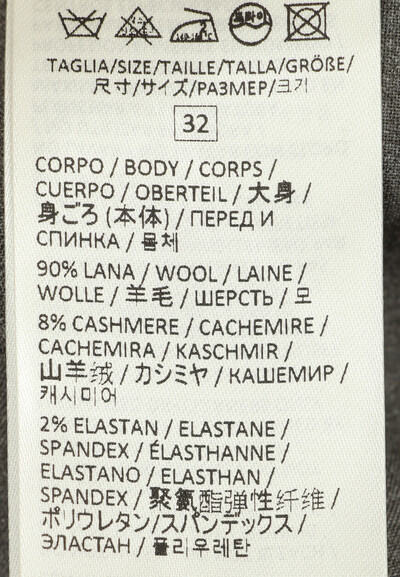 드라이
TAGLIA/SIZE/TAILLE/TALLA/GRÖßE/
尺寸/サイズ/РАЗМЕР/크기
32
CORPO / BODY / CORPS /
CUERPO / OBERTEIL / 大身 /
身ごろ (本体) / ПЕРЕД И
СПИНКА / 몸체
90% LANA / WOOL / LAINE /
WOLLE / 羊毛 / ШЕРСТЬ / 모
8% CASHMERE / CACHEMIRE /
CACHEMIRA / KASCHMIR /
山羊绒 / カシミヤ / КАШЕМИР /
캐시미어
2% ELASTAN / ELASTANE /
SPANDEX / ÉLASTHANNE /
ELASTANO / ELASTHAN /
SPANDEX / 聚氨酯弹性纤维 /
ポリウレタン/スパンデックス /
ЭЛАСТАН / 폴리우레탄